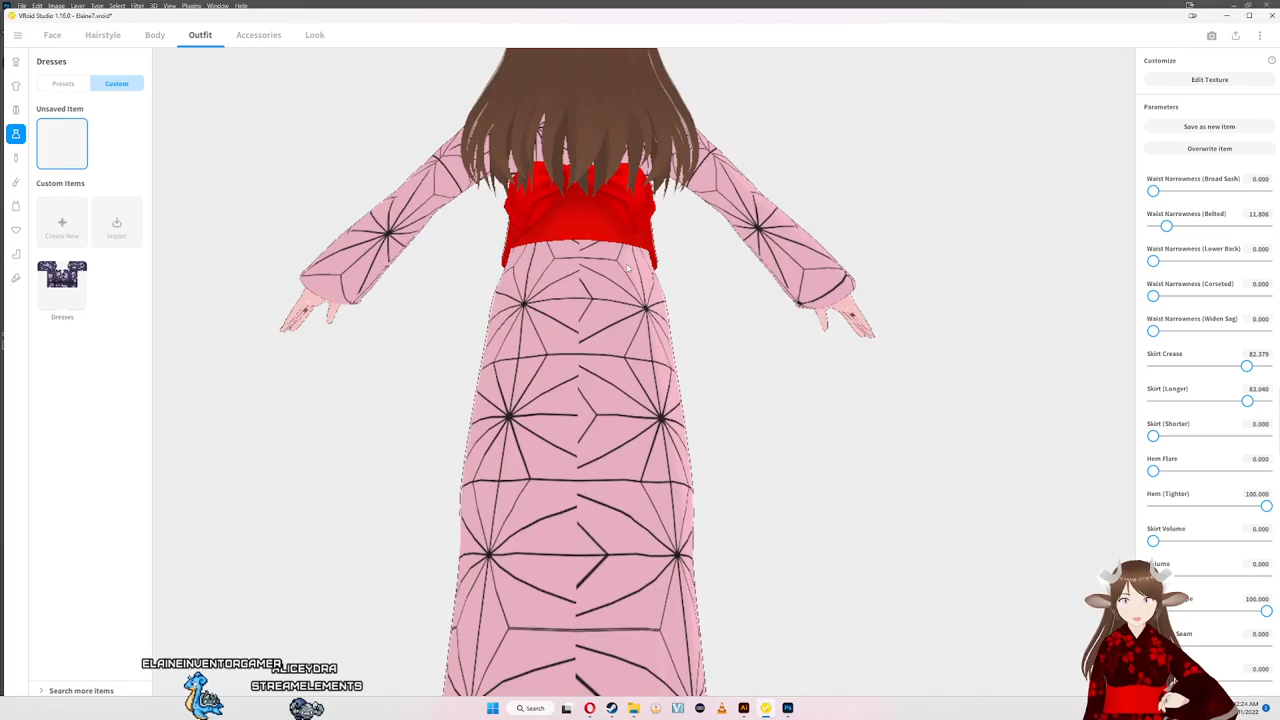 File Edit Image Layer Type Select Filter 3D View Plugins Window Help
VRoid Studio 1.16.0 - Elaine7.vroid*
Face Hairstyle Body Outfit Accessories Look
Dresses
Presets Custom
Unsaved Item
Custom Items
Create New Import
Dresses
Search more items
Customize
Edit Texture
Parameters
Save as new item
Overwrite item
Waist Narrowness (Broad Sash) 0.000
Waist Narrowness (Belted) 11.806
Waist Narrowness (Lower Back) 0.000
Waist Narrowness (Corseted) 0.000
Waist Narrowness (Widen Sag) 0.000
Skirt Crease 82.379
Skirt (Longer) 83.040
Skirt (Shorter) 0.000
Hem Flare 0.000
Hem (Tighter) 100.000
Skirt Volume 0.000
0.000
100.000
Seam 0.000
0.000
ELAINEINVENTORGAMER
ALICEYDRA
STREAMELEMENTS
Search